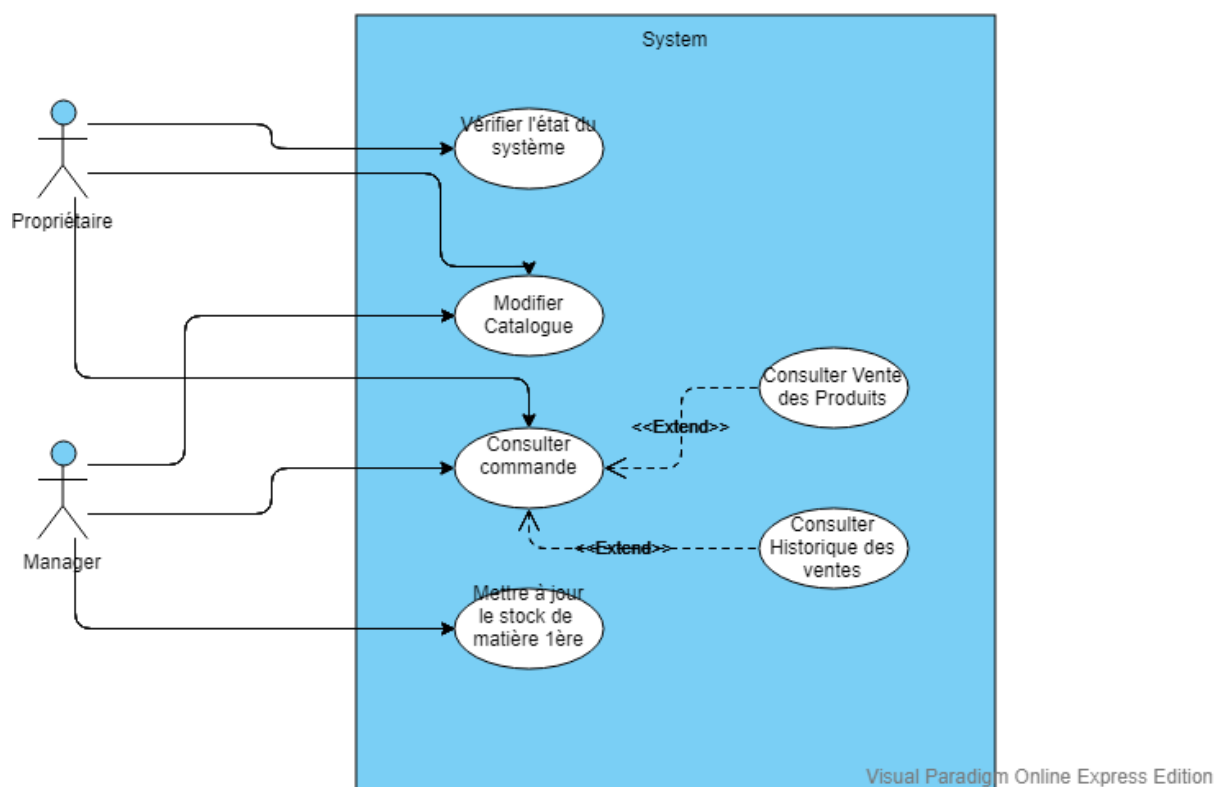 System
Vérifier l'état du
système
Propriétaire
Modifier
Catalogue
Consulter Vente
des Produits
<<Extend>>
Consulter
commande
Consulter
Historique des
ventes
<<Extend>>
Manager
Mettre à jour
le stock de
matière 1ère
Visual Paradigm Online Express Edition